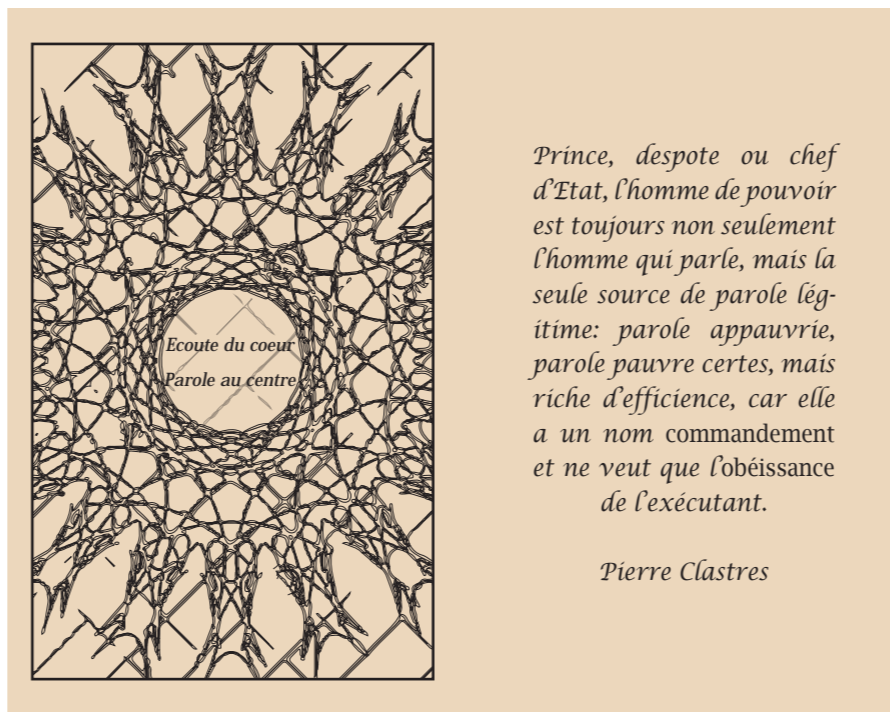 Ecoute du coeur
Parole au centre
Prince, despote ou chef
d'Etat, l'homme de pouvoir
est toujours non seulement
l'homme qui parle, mais la
seule source de parole lég-
itime: parole appauvrie,
parole pauvre certes, mais
riche d'efficience, car elle
a un nom commandement
et ne veut que l'obéissance
de l'exécutant.
Pierre Clastres